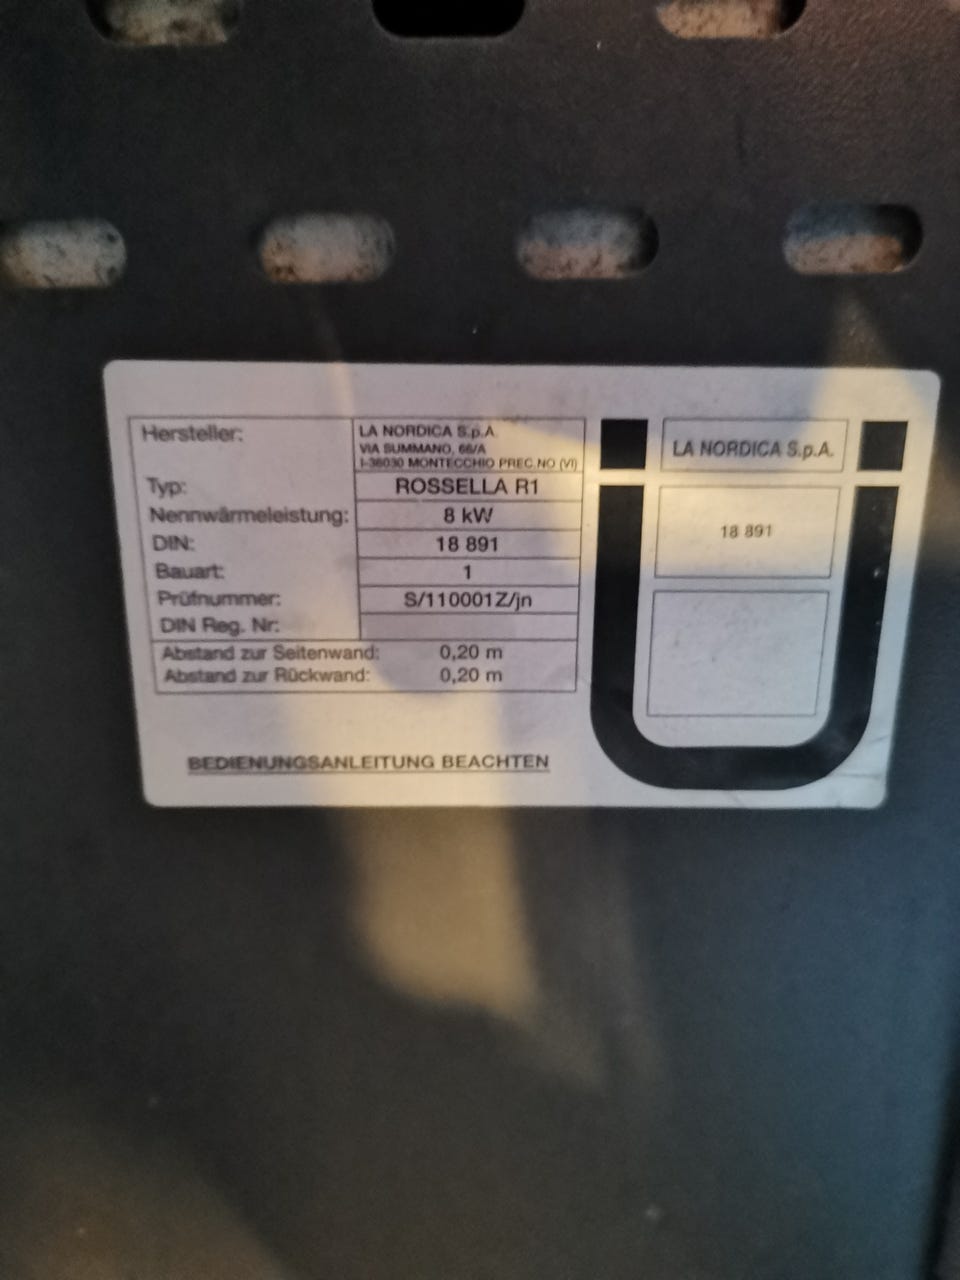 Hersteller: LA NORDICA S.p.A.
VIA SUMMANO, 66/A
I-36030 MONTECCHIO PREC.NO (VI)
Typ: ROSSELLA R1
Nennwärmeleistung: 8 kW
DIN: 18 891
Bauart: 1
Prüfnummer: S/110001Z/jn
DIN Reg. Nr:
Abstand zur Seitenwand: 0,20 m
Abstand zur Rückwand: 0,20 m
BEDIENUNGSANLEITUNG BEACHTEN
LA NORDICA S.p.A.
18 891